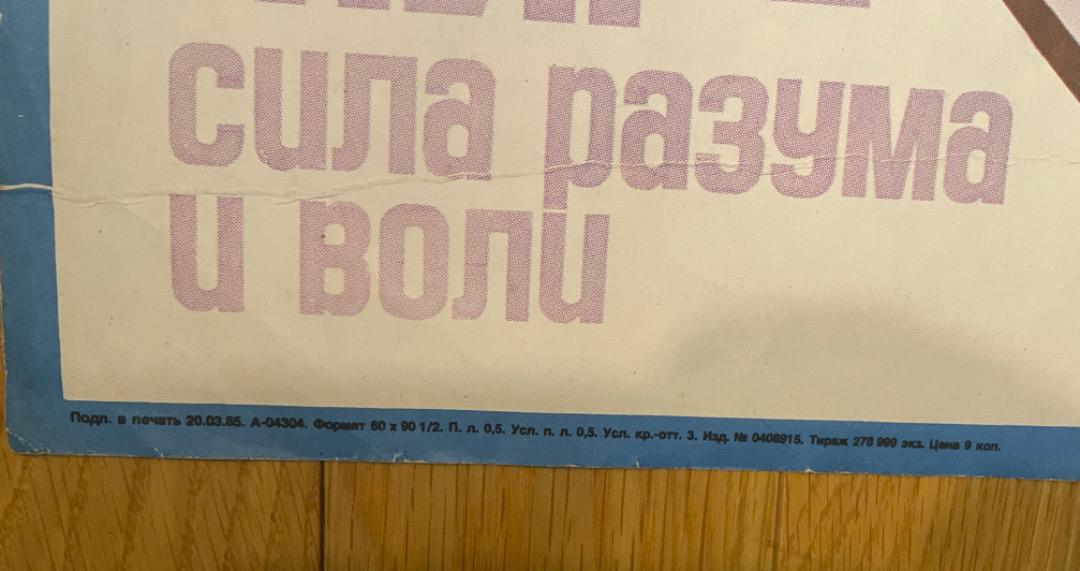 сила разума
и воли
Подп. в печать 20.03.85. А-04304. Формат 60 х 90 1/2. П. л. 0,5. Усл. п. л. 0,5. Усл. кр.-отт. 3. Изд. № 0408915. Тираж 278 999 экз. Цена 9 коп.